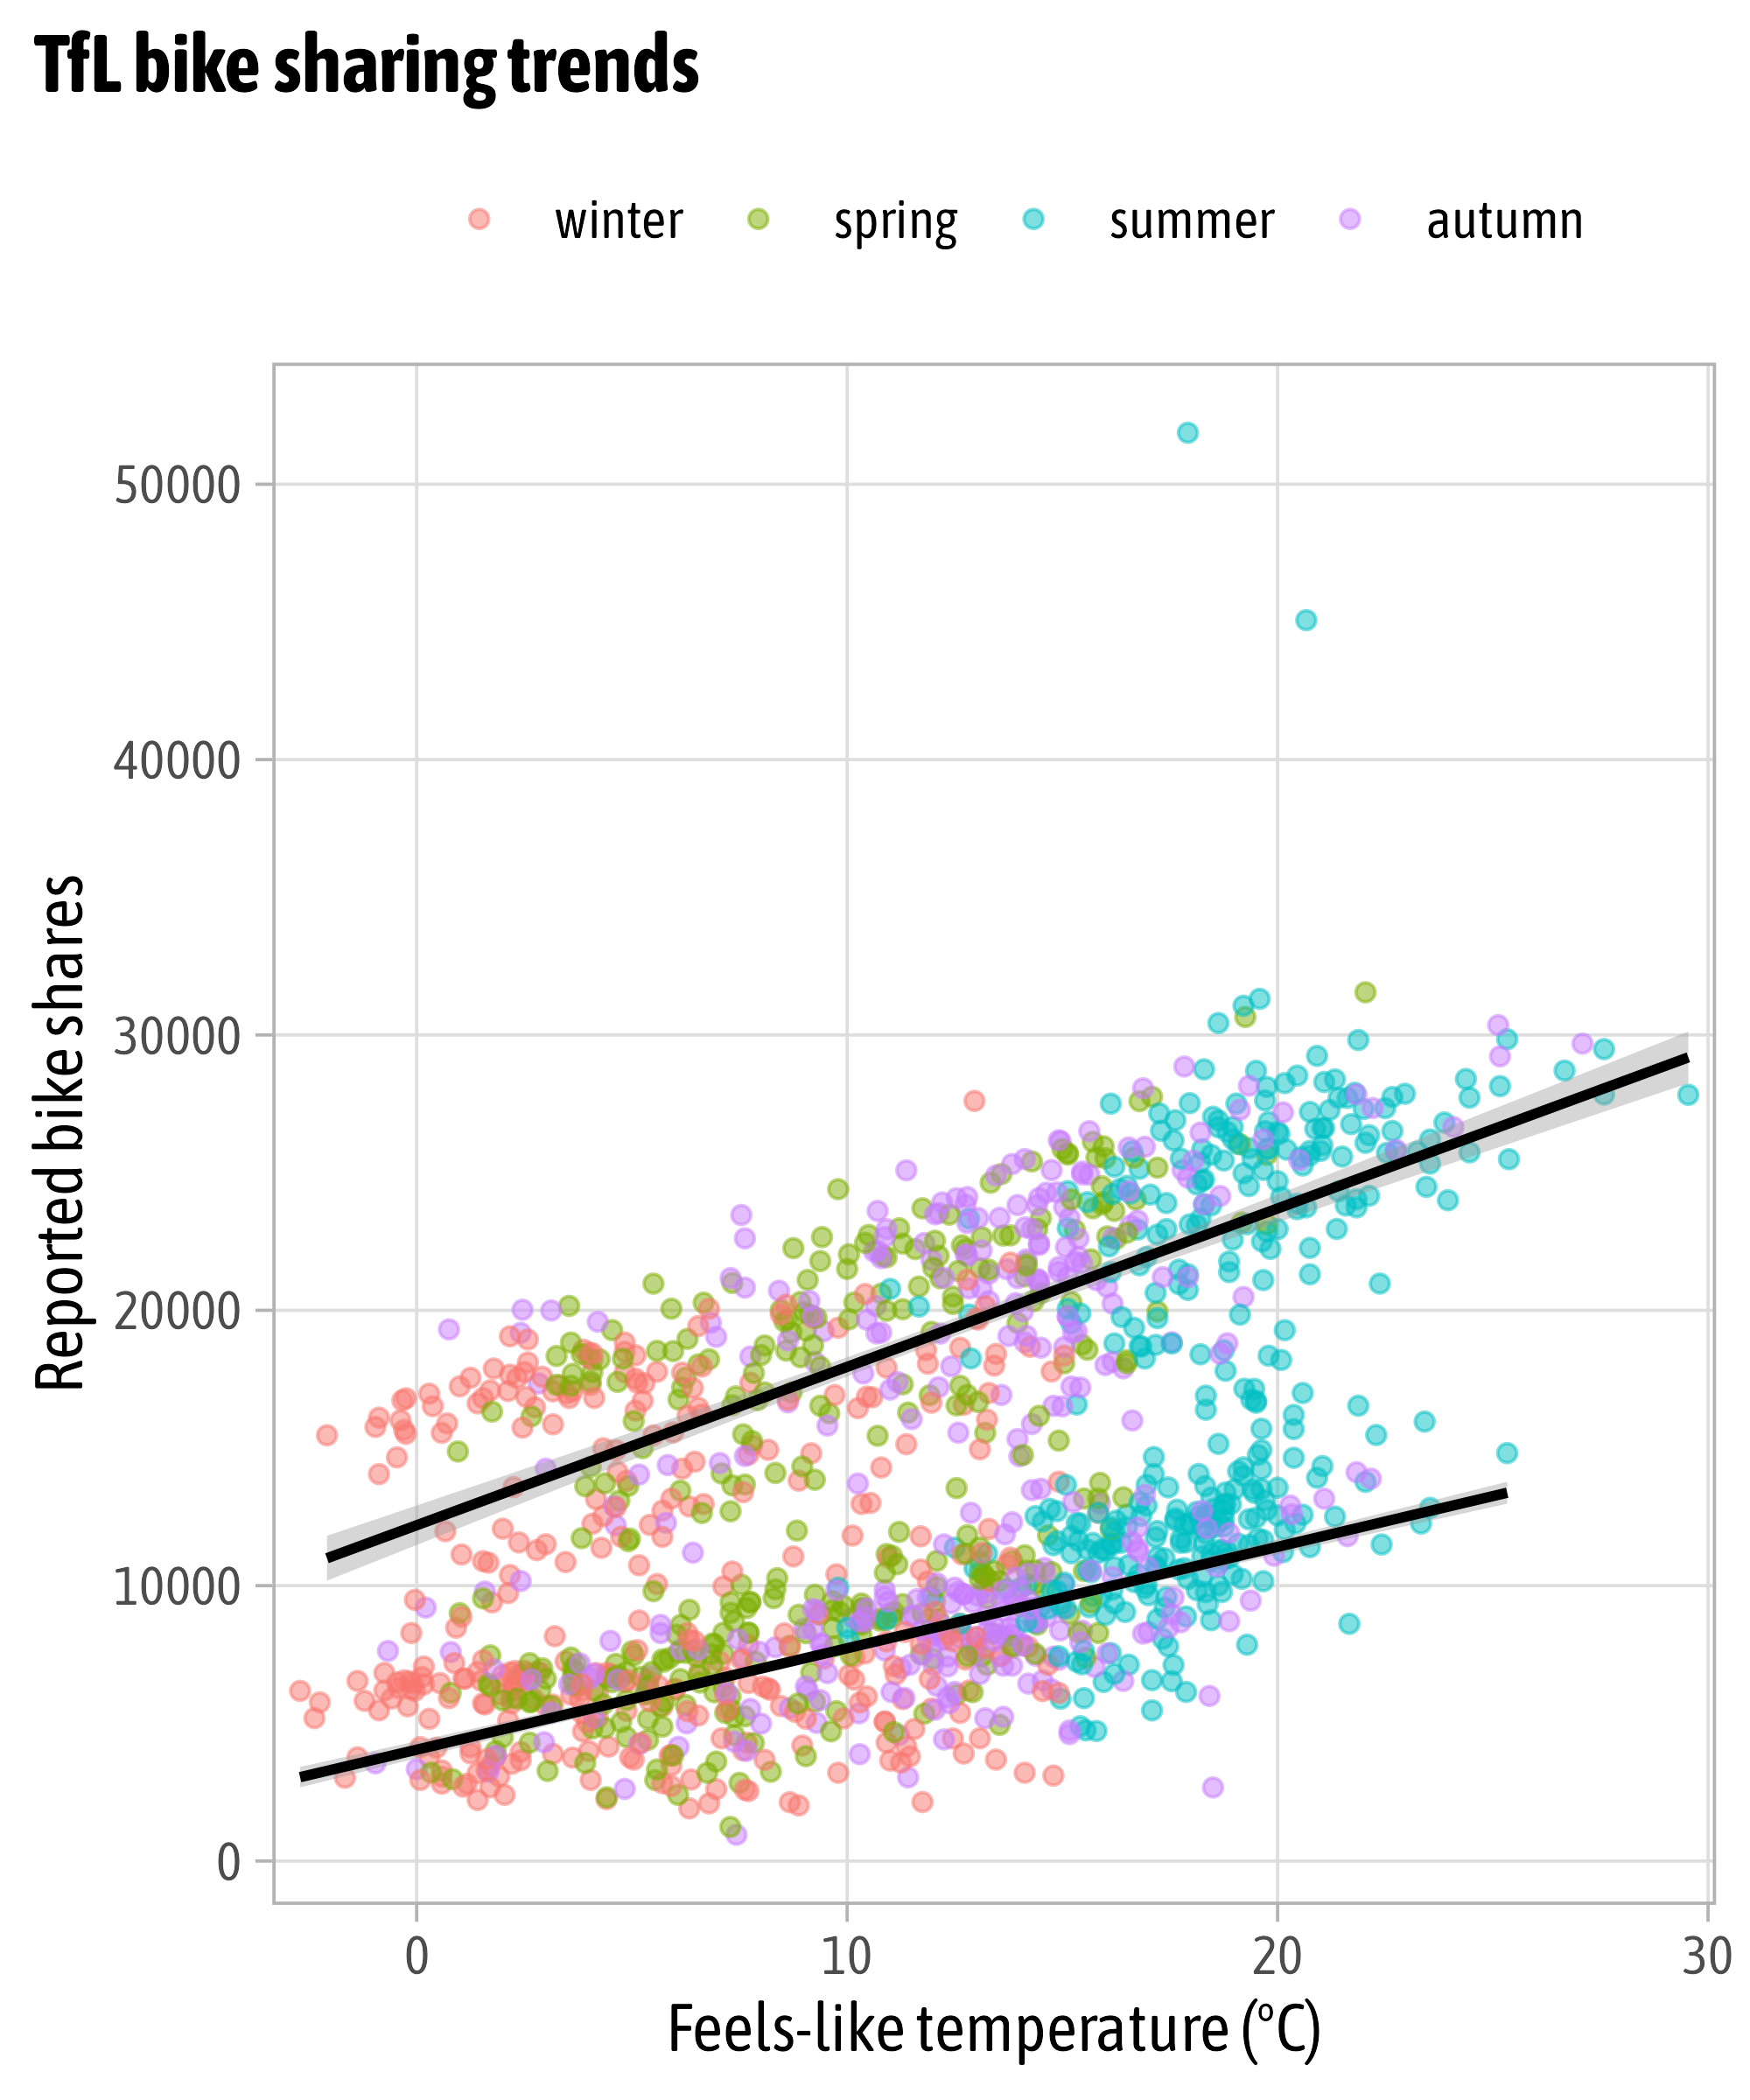 TfL bike sharing trends
winter spring summer autumn
50000
40000
30000
20000
10000
0
Reported bike shares
0 10 20 30
Feels-like temperature (°C)